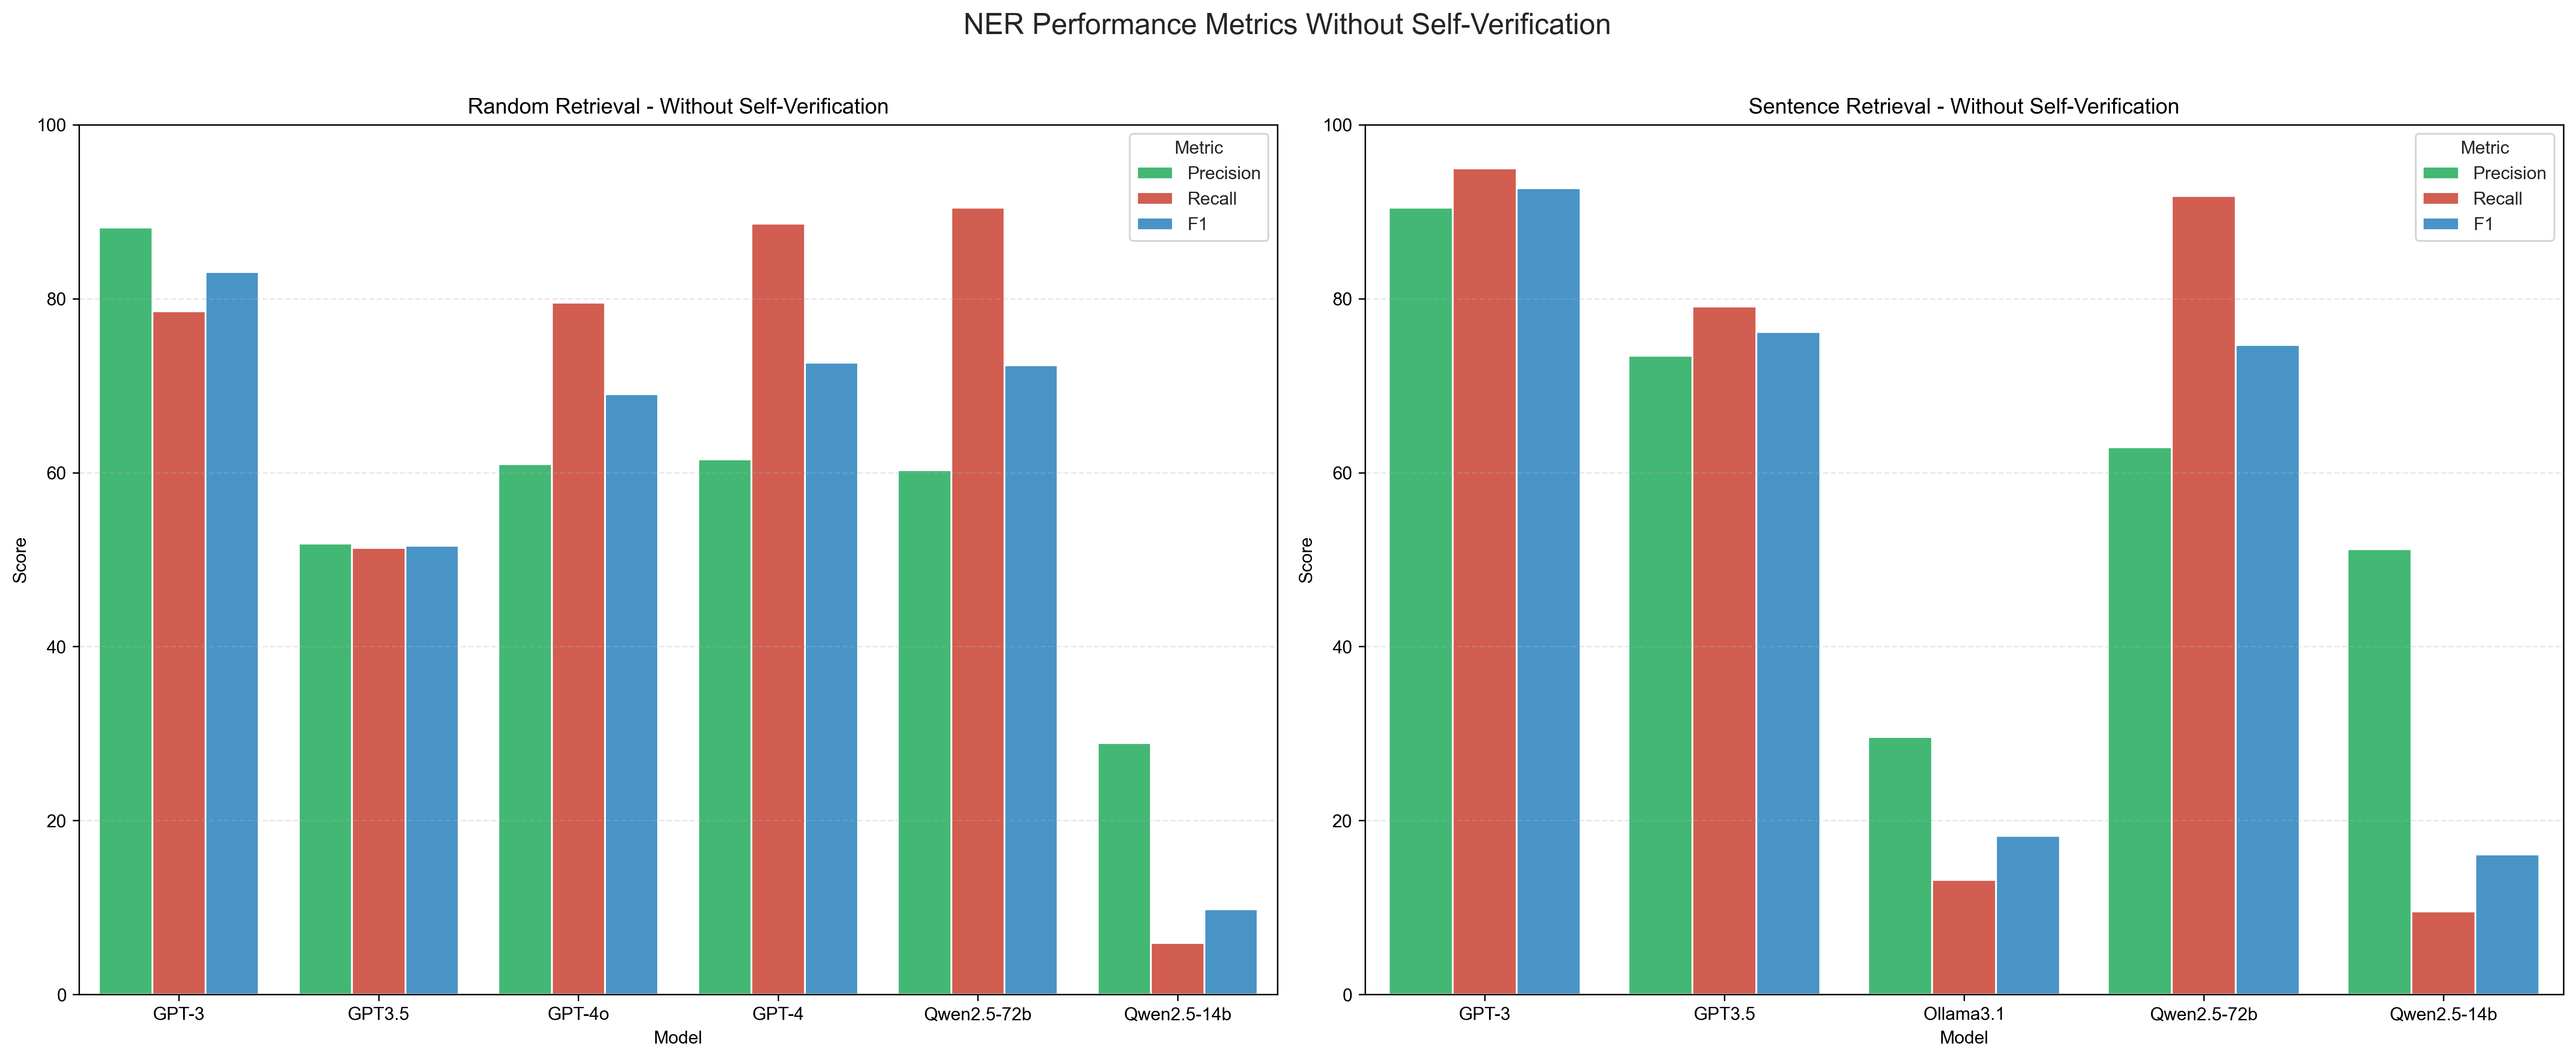 NER Performance Metrics Without Self-Verification
Random Retrieval - Without Self-Verification
100
80
60
40
20
0
Score
Metric
Precision
Recall
F1
GPT-3
GPT3.5
GPT-4o
GPT-4
Qwen2.5-72b
Qwen2.5-14b
Model
Sentence Retrieval - Without Self-Verification
100
80
60
40
20
0
Score
Metric
Precision
Recall
F1
GPT-3
GPT3.5
Ollama3.1
Qwen2.5-72b
Qwen2.5-14b
Model